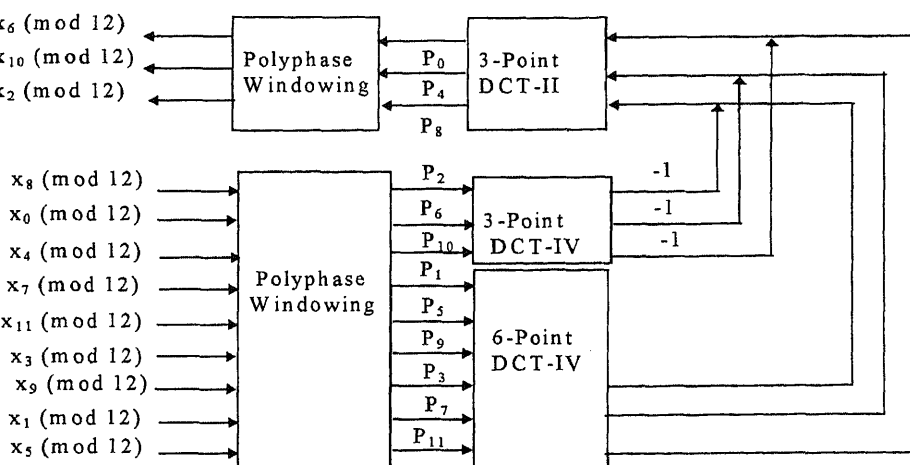 x6 (mod 12)
x10 (mod 12)
x2 (mod 12)
Polyphase
Windowing
P0
P4
P8
3-Point
DCT-II
x8 (mod 12)
x0 (mod 12)
x4 (mod 12)
x7 (mod 12)
x11 (mod 12)
x3 (mod 12)
x9 (mod 12)
x1 (mod 12)
x5 (mod 12)
Polyphase
Windowing
P2
P6
P10
P1
P5
P9
P3
P7
P11
3-Point
DCT-IV
6-Point
DCT-IV
-1
-1
-1